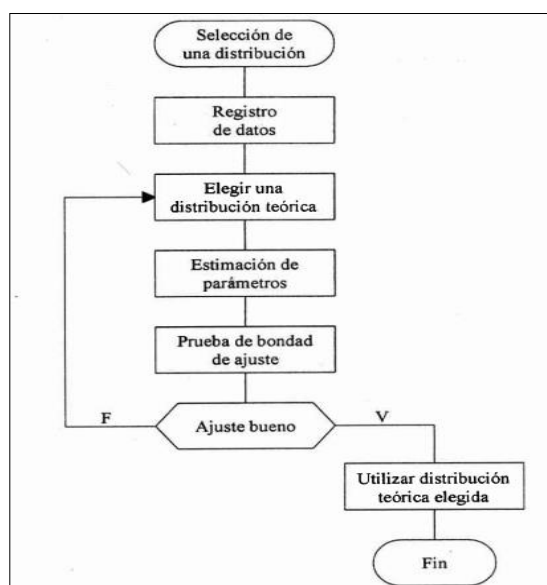 Selección de
una distribución
Registro
de datos
Elegir una
distribución teórica
Estimación de
parámetros
Prueba de bondad
de ajuste
F
Ajuste bueno
V
Utilizar distribución
teórica elegida
Fin